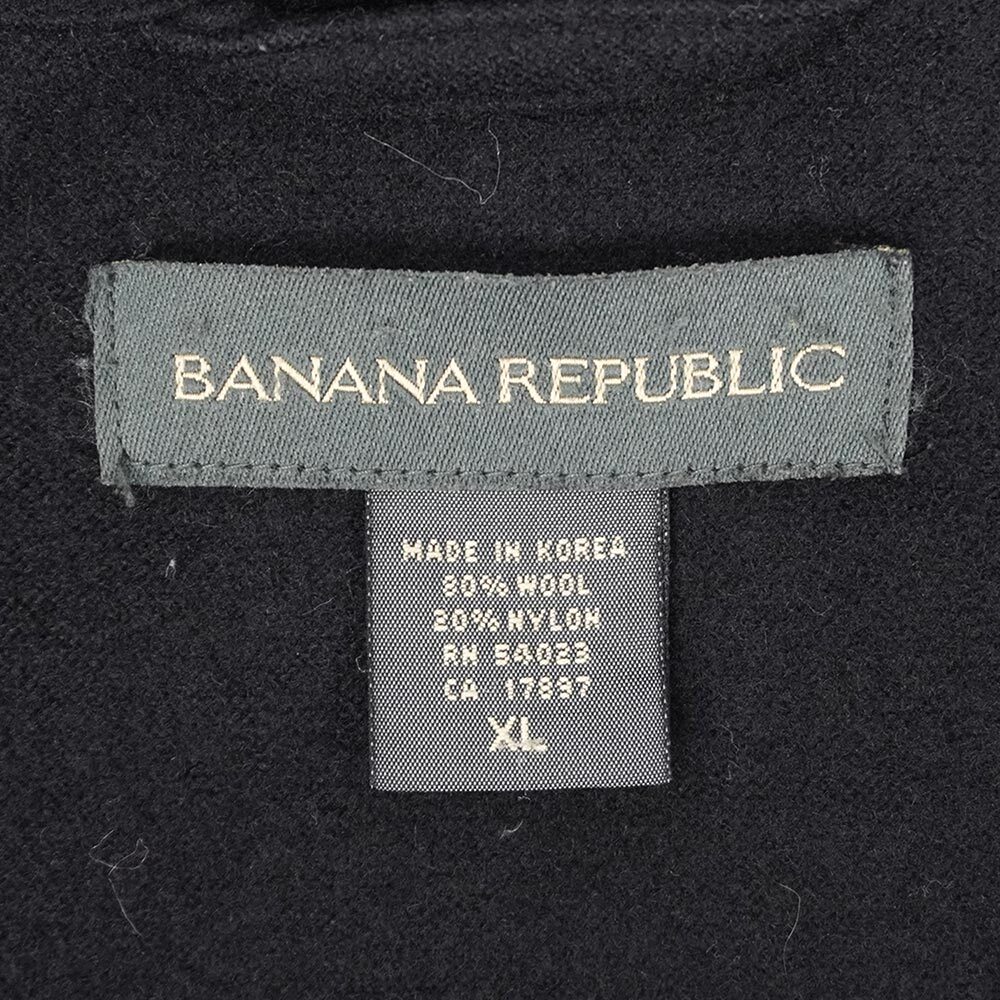 BANANA REPUBLIC
MADE IN KOREA
80% WOOL
20% NYLON
RN 54023
CA 17897
XL